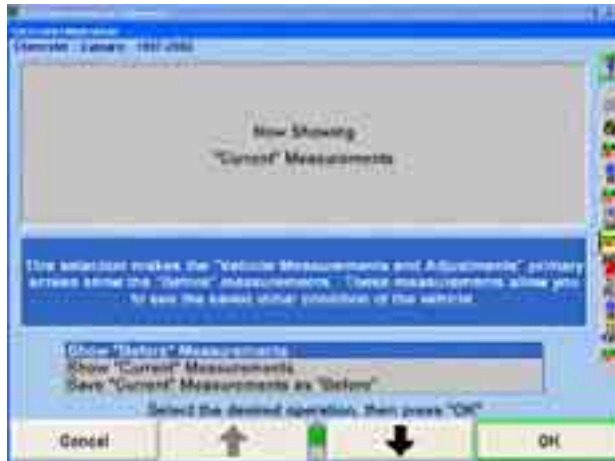 Chevrolet : Camaro : 1997-2002
Now Showing
"Current" Measurements
This selection makes the "Vehicle Measurements and Adjustments" primary
screen show the "Before" measurements. These measurements allow you
to see the saved initial condition of the vehicle.
Show "Before" Measurements
Show "Current" Measurements
Save "Current" Measurements as "Before"
Select the desired operation, then press "OK"
Cancel
OK